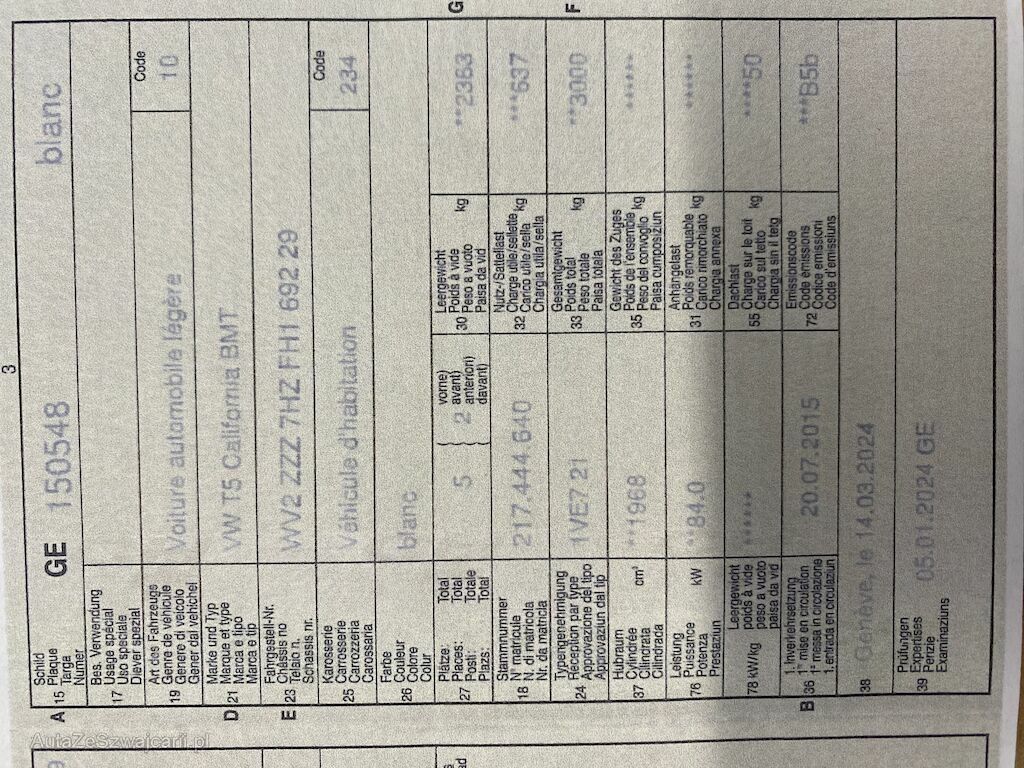 3
A 15 Schild
Plaque
Targa
Numer
GE 150548 blanc
17 Bes. Verwendung
Usage spécial
Uso speciale
Diever spezial
19 Art des Fahrzeugs
Genre de véhicule
Genere di veicolo
Gener dal vehichel
Voiture automobile légère
Code
10
D 21 Marke und Typ
Marque et type
Marca e tipo
Marca e tip
VW T5 California BMT
E 23 Fahrgestell-Nr.
Châssis no
Telaio n.
Schassis nr.
WV2 ZZZ 7HZ FH1 692 29
25 Karosserie
Carrosserie
Carrozzeria
Carossaria
Véhicule d'habitation
Code
234
26 Farbe
Couleur
Colore
Colur
blanc
27 Plätze: Total
Places: Total
Posti: Totale
Plazs: Total
5 { 2 } vorne)
avant)
anteriori)
davant)
G 30 Leergewicht
Poids à vide
Peso a vuoto
Paisa da vid
kg
**2363
18 Stammnummer
N° matricule
N. di matricola
Nr. da matricla
217.444.640
32 Nutz-/Sattellast
Charge utile/sellette
Carico utile/sella
Chargia utila/sella
kg
***637
24 Typengenehmigung
Réception par type
Approvazione del tipo
Approvaziun dal tip
1VE7 21
F 33 Gesamtgewicht
Poids total
Peso totale
Paisa totala
kg
**3000
37 Hubraum
Cylindrée
Cilindrata
Cilindrada
cm³
**1968
35 Gewicht des Zuges
Poids de l'ensemble
Peso del convoglio
Paisa cumposiziun
kg
******
76 Leistung
Puissance
Potenza
Prestaziun
kW
**84.0
31 Anhängelast
Poids remorquable
Carico rimorchiato
Chargia annexa
kg
******
78 kW/kg Leergewicht
poids à vide
peso a vuoto
paisa da vid
******
55 Dachlast
Charge sur le toit
Carico sul tetto
Chargia sin il tetg
kg
****50
B 36 1. Inverkehrsetzung
1re mise en circulation
1a messa in circolazione
1. entrada en circulaziun
20.07.2015
72 Emissionscode
Code émissions
Codice emissioni
Code d'emissiuns
***B5b
38 Genève, le 14.03.2024
39 Prüfungen
Expertises
Perizie
Examinaziuns
05.01.2024 GE
AutaZeSzwajcarii.pl